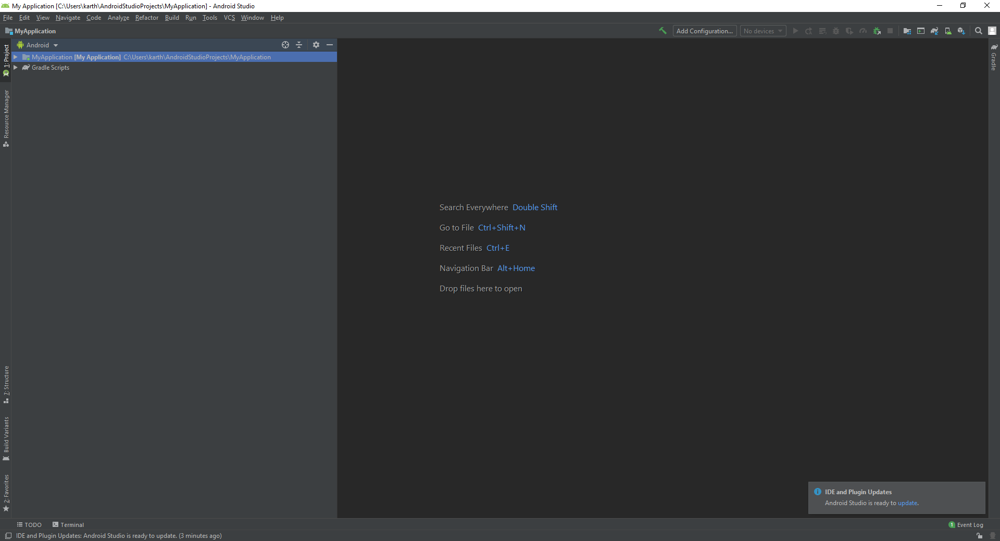 My Application [C:\Users\karth\AndroidStudioProjects\MyApplication] - Android Studio
File Edit View Navigate Code Analyze Refactor Build Run Tools VCS Window Help
MyApplication
Add Configuration...
No devices
1: Project
Android
MyApplication [My Application] C:\Users\karth\AndroidStudioProjects\MyApplication
Gradle Scripts
Gradle
Resource Manager
Search Everywhere Double Shift
Go to File Ctrl+Shift+N
Recent Files Ctrl+E
Navigation Bar Alt+Home
Drop files here to open
7: Structure
Build Variants
2: Favorites
IDE and Plugin Updates
Android Studio is ready to update.
TODO
Terminal
1 Event Log
IDE and Plugin Updates: Android Studio is ready to update. (3 minutes ago)